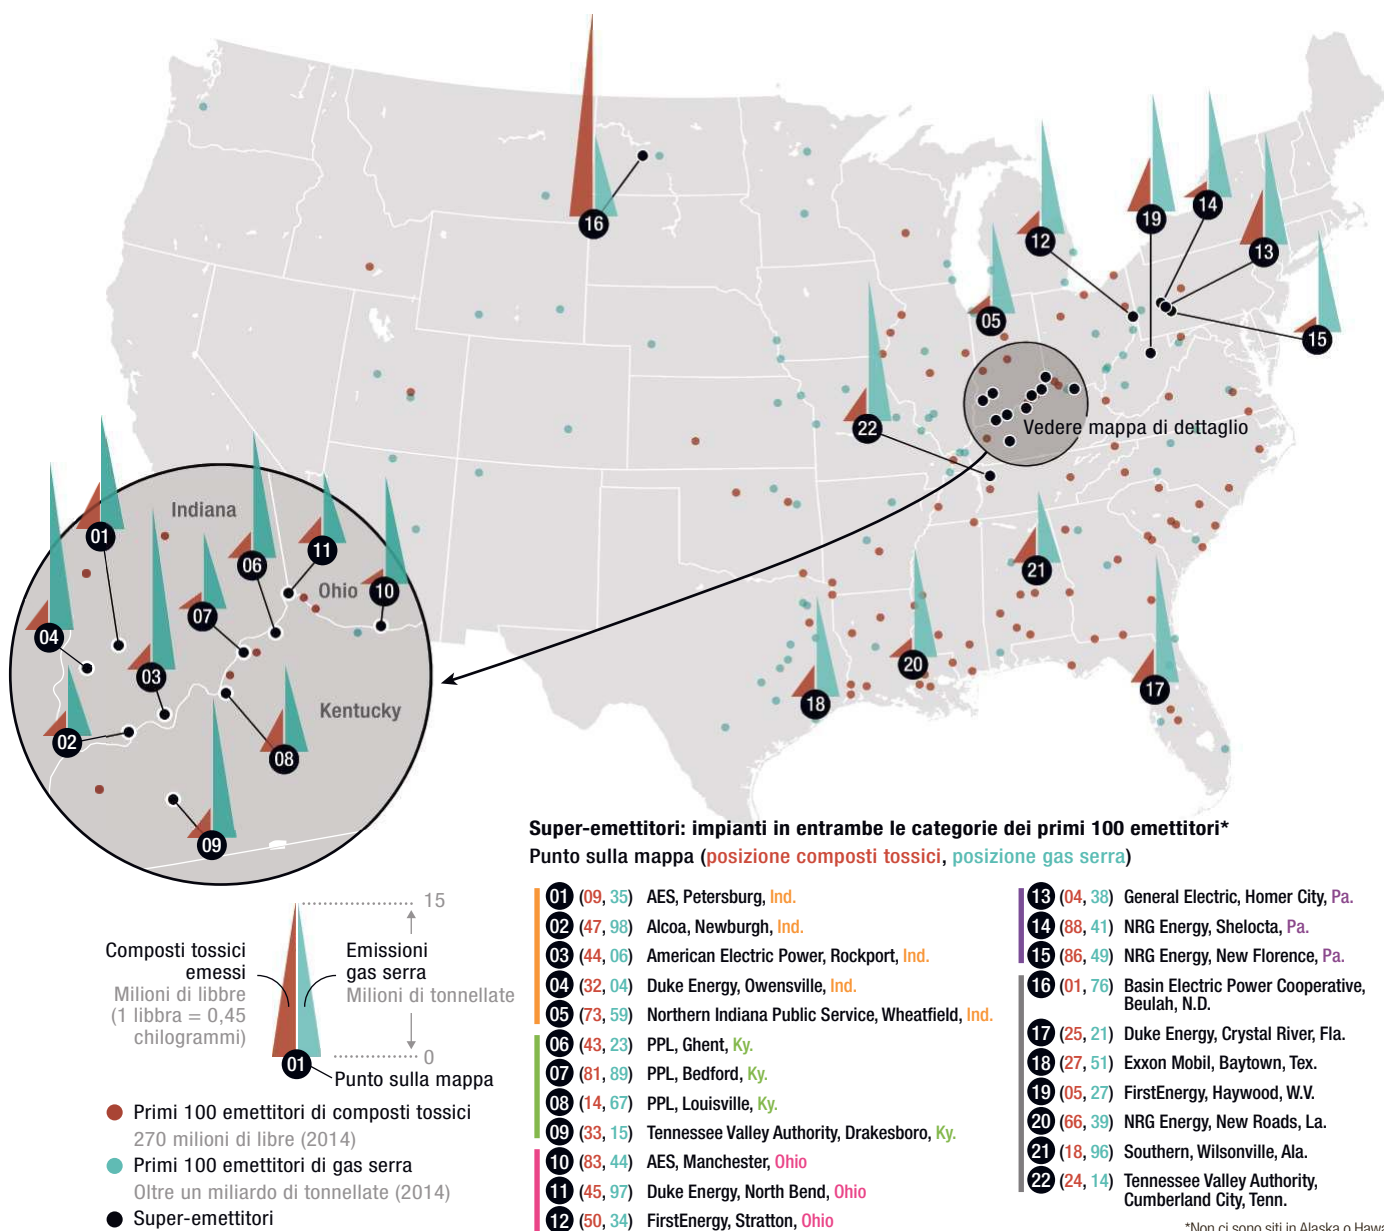 16
12
19
14
13
15
05
22
Vedere mappa di dettaglio
21
20
18
17
Indiana
01
11
06
Ohio
10
07
04
03
Kentucky
02
08
09
Super-emettitori: impianti in entrambe le categorie dei primi 100 emettitori*
Punto sulla mappa (posizione composti tossici, posizione gas serra)
01 (09, 35) AES, Petersburg, Ind.
02 (47, 98) Alcoa, Newburgh, Ind.
03 (44, 06) American Electric Power, Rockport, Ind.
04 (32, 04) Duke Energy, Owensville, Ind.
05 (73, 59) Northern Indiana Public Service, Wheatfield, Ind.
06 (43, 23) PPL, Ghent, Ky.
07 (81, 89) PPL, Bedford, Ky.
08 (14, 67) PPL, Louisville, Ky.
09 (33, 15) Tennessee Valley Authority, Drakesboro, Ky.
10 (83, 44) AES, Manchester, Ohio
11 (45, 97) Duke Energy, North Bend, Ohio
12 (50, 34) FirstEnergy, Stratton, Ohio
13 (04, 38) General Electric, Homer City, Pa.
14 (88, 41) NRG Energy, Shelocta, Pa.
15 (86, 49) NRG Energy, New Florence, Pa.
16 (01, 76) Basin Electric Power Cooperative,
Beulah, N.D.
17 (25, 21) Duke Energy, Crystal River, Fla.
18 (27, 51) Exxon Mobil, Baytown, Tex.
19 (05, 27) FirstEnergy, Haywood, W.V.
20 (66, 39) NRG Energy, New Roads, La.
21 (18, 96) Southern, Wilsonville, Ala.
22 (24, 14) Tennessee Valley Authority,
Cumberland City, Tenn.
*Non ci sono siti in Alaska o Hawa
15
Composti tossici
emessi
Milioni di libbre
(1 libbra = 0,45
chilogrammi)
Emissioni
gas serra
Milioni di tonnellate
0
01
Punto sulla mappa
Primi 100 emettitori di composti tossici
270 milioni di libre (2014)
Primi 100 emettitori di gas serra
Oltre un miliardo di tonnellate (2014)
Super-emettitori